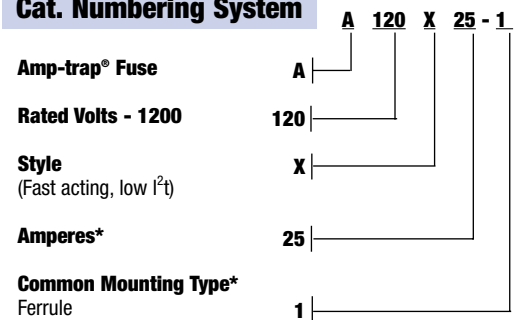 Cat. Numbering System
A 120 X 25 - 1
Amp-trap® Fuse A
Rated Volts - 1200 120
Style X
(Fast acting, low I²t)
Amperes* 25
Common Mounting Type*
Ferrule 1